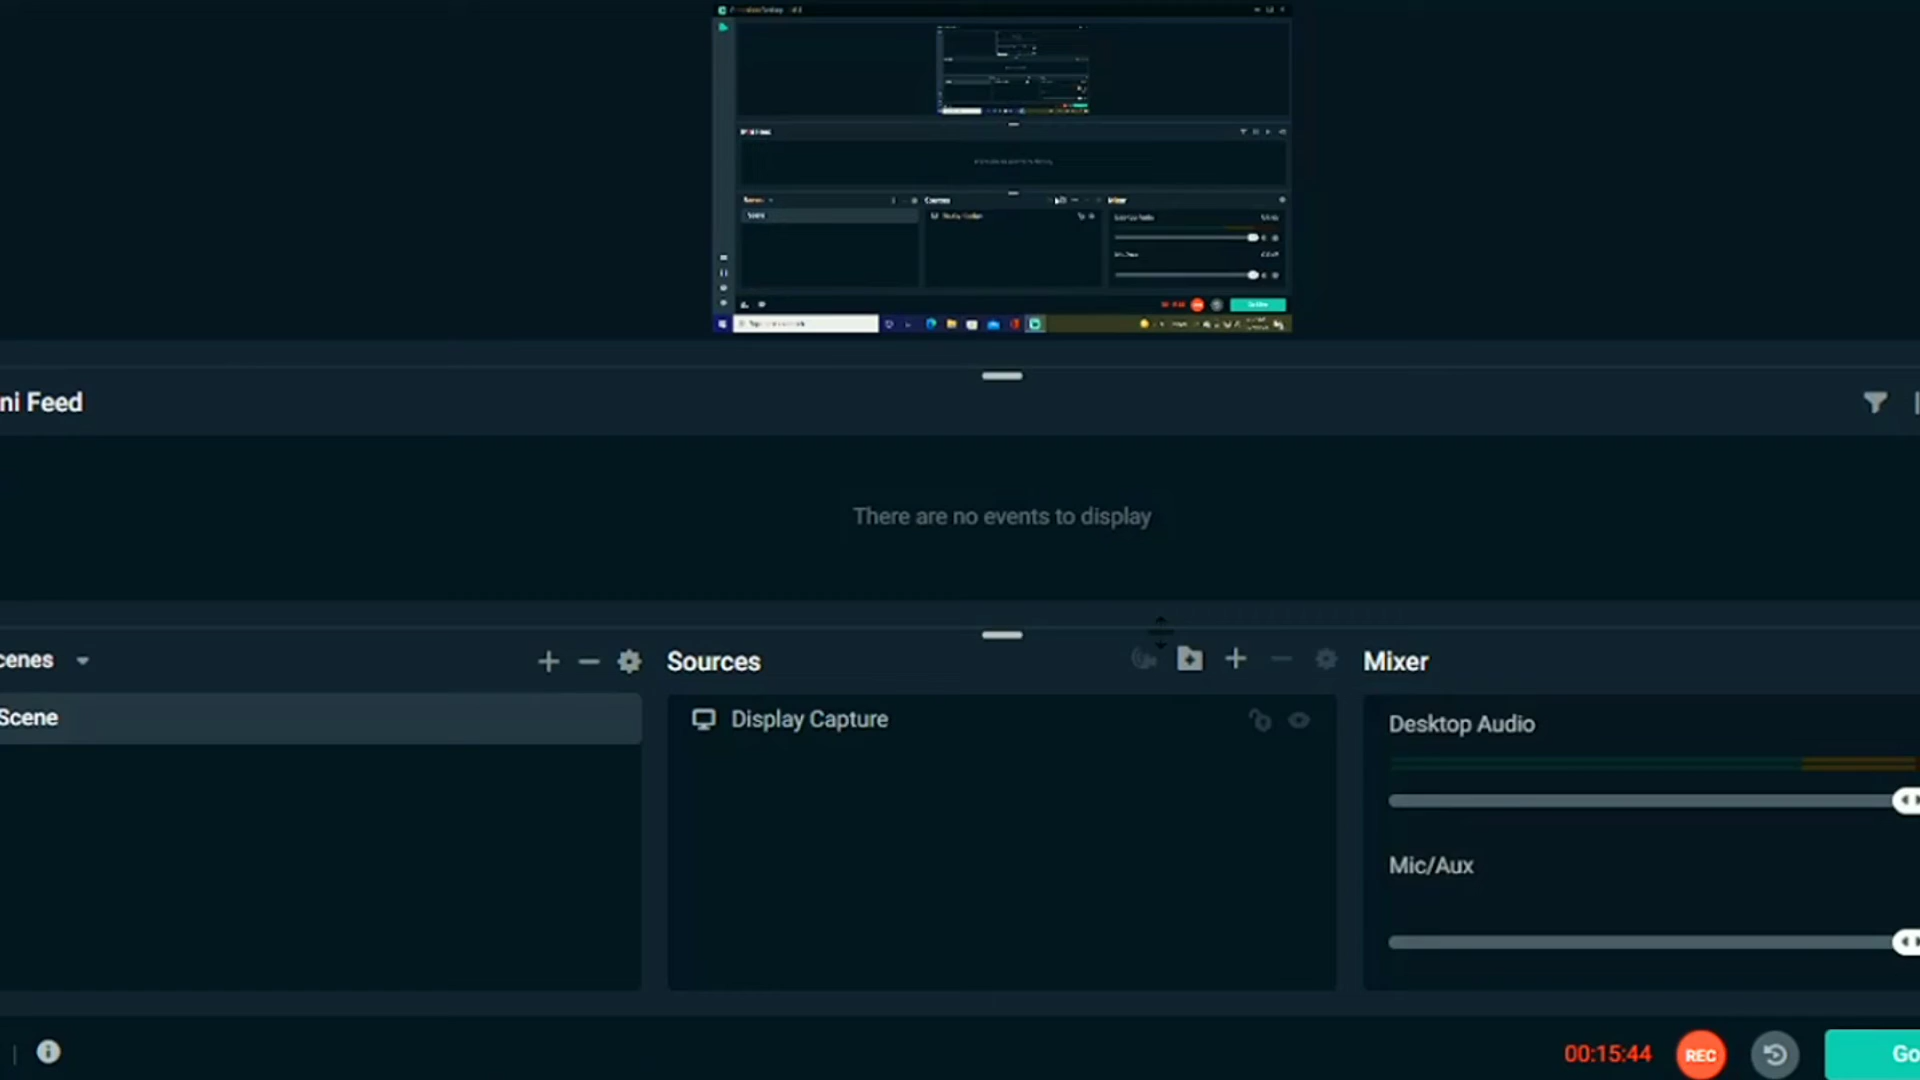 ni Feed
There are no events to display
cenes
Sources
Mixer
Scene
Display Capture
Desktop Audio
Mic/Aux
00:15:44
REC
Go